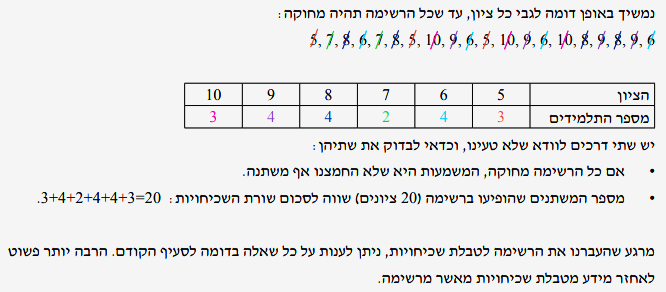 נמשיך באופן דומה לגבי כל ציון, עד שכל הרשימה תהיה מחוקה:
5, 7, 8, 6, 7, 8, 5, 10, 9, 6, 5, 10, 9, 6, 10, 8, 9, 8, 9, 6
הציון 5 6 7 8 9 10
מספר התלמידים 3 4 2 4 4 3
יש שתי דרכים לוודא שלא טעינו, וכדאי לבדוק את שתיהן:
• אם כל הרשימה מחוקה, המשמעות היא שלא החמצנו אף משתנה.
• מספר המשתנים שהופיעו ברשימה (20 ציונים) שווה לסכום שורת השכיחויות: 3+4+2+4+4+3=20.
מרגע שהעברנו את הרשימה לטבלת שכיחויות, ניתן לענות על כל שאלה בדומה לסעיף הקודם. הרבה יותר פשוט
לאחזר מידע מטבלת שכיחויות מאשר מרשימה.